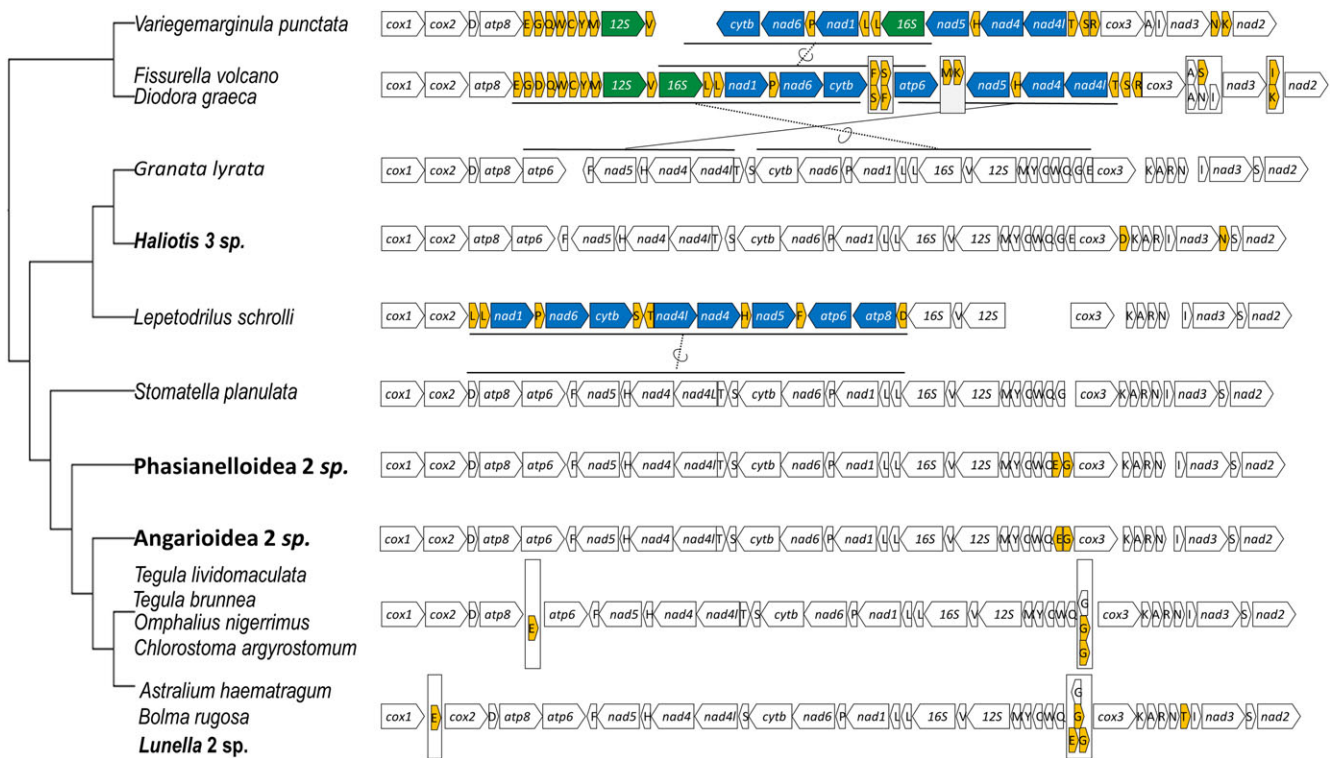 Variegemarginula punctata cox1 cox2 D atp8 E G Q W C Y M 12S V cytb nad6 P nad1 L L 16S nad5 H nad4 nad4l T S R cox3 A I nad3 N K nad2
F S M K A S I
Fissurella volcano
cox1 cox2 atp8 E G D Q W C Y M 12S V 16S L L nad1 P nad6 cytb atp6 nad5 H nad4 nad4l T S R cox3 nad3 nad2
Diodora graeca S F A N I K
Granata lyrata cox1 cox2 D atp8 atp6 F nad5 H nad4 nad4l T S cytb nad6 P nad1 L L 16S V 12S M Y C W Q G E cox3 K A R N I nad3 S nad2
Haliotis 3 sp. cox1 cox2 atp8 atp6 F nad5 H nad4 nad4l T S cytb nad6 P nad1 L L 16S V 12S M Y C W Q G E cox3 D K A R I nad3 N S nad2
Lepetodrilus schrolli cox1 cox2 L L nad1 P nad6 cytb S T nad4l nad4 H nad5 F atp6 atp8 D 16S V 12S cox3 K A R N I nad3 S nad2
Stomatella planulata cox1 cox2 D atp8 atp6 F nad5 H nad4 nad4L T S cytb nad6 P nad1 L L 16S V 12S M Y C W Q G cox3 K A R N I nad3 S nad2
Phasianelloidea 2 sp. cox1 cox2 D atp8 atp6 F nad5 H nad4 nad4l T S cytb nad6 P nad1 L L 16S V 12S M Y C W Q E G cox3 K A R N I nad3 S nad2
Angarioidea 2 sp. cox1 cox2 D atp8 atp6 F nad5 H nad4 nad4l T S cytb nad6 P nad1 L L 16S V 12S M Y C W Q E G cox3 K A R N I nad3 S nad2
Tegula lividomaculata
Tegula brunnea G
Omphalius nigerrimus cox1 cox2 D atp8 atp6 F nad5 H nad4 nad4l T S cytb nad6 P nad1 L L 16S V 12S M Y C W Q cox3 K A R N I nad3 S nad2
E G
Chlorostoma argyrostomum G
Astralium haematragum G
Bolma rugosa cox1 E cox2 D atp8 atp6 F nad5 H nad4 nad4l S cytb nad6 P nad1 L L 16S V 12S M Y C W Q G cox3 K A R N T I nad3 S nad2
Lunella 2 sp. E G